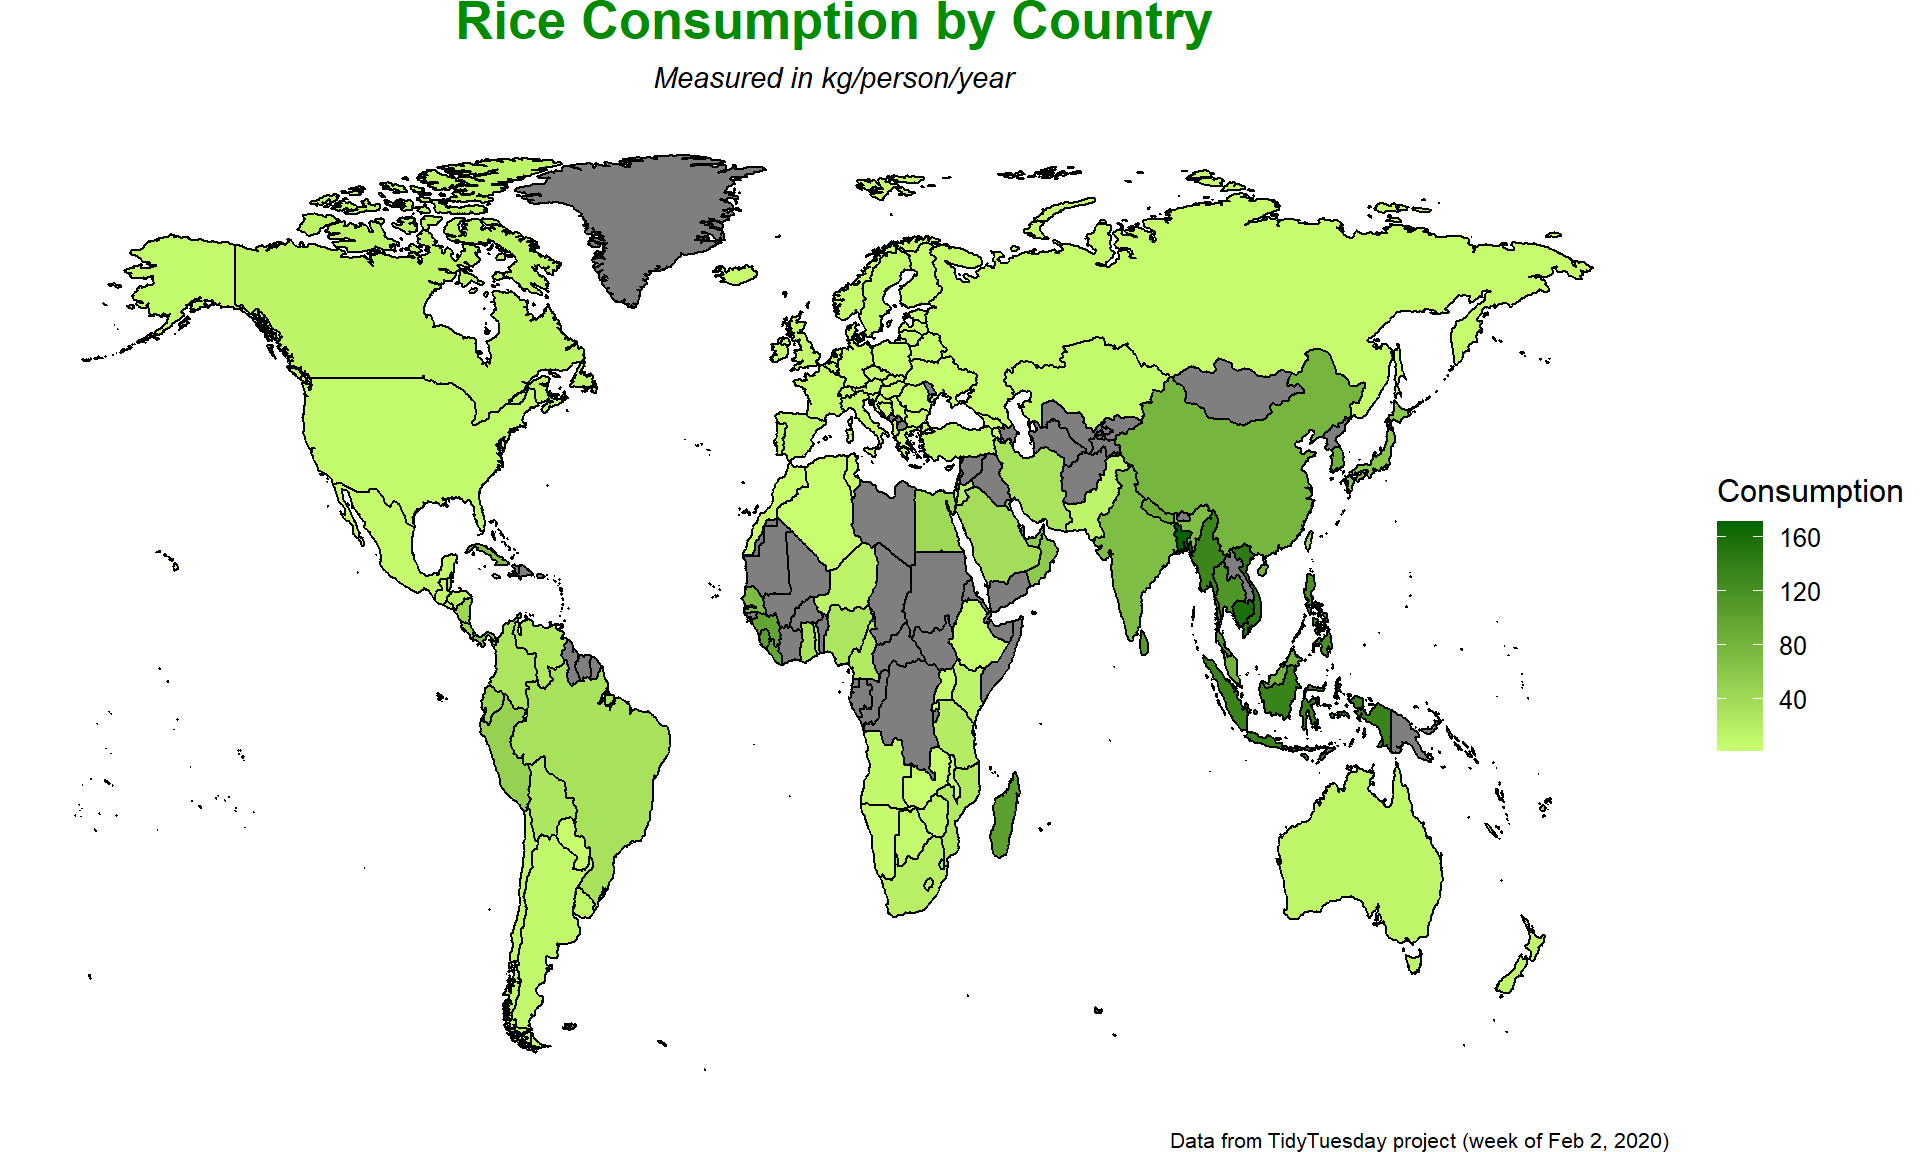 Rice Consumption by Country
Measured in kg/person/year
Consumption
160
120
80
40
Data from TidyTuesday project (week of Feb 2, 2020)